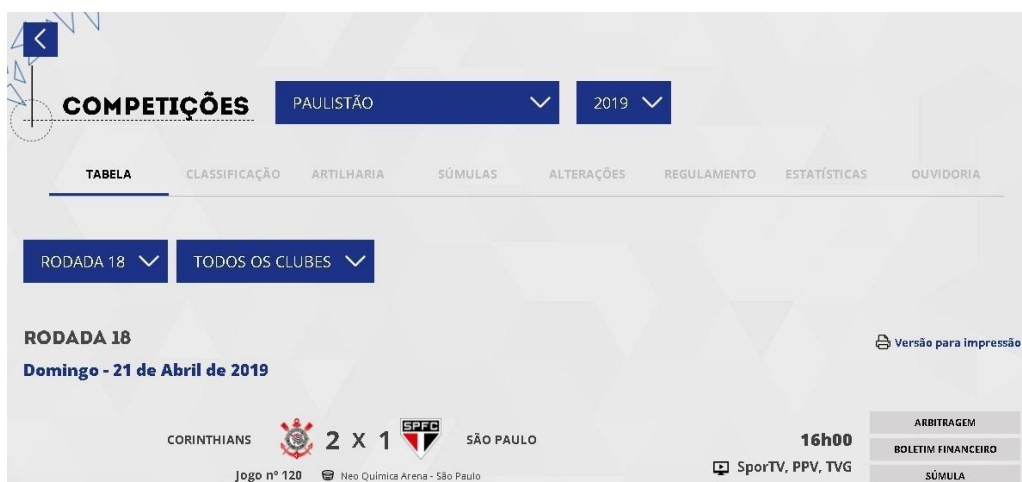 COMPETIÇÕES PAULISTÃO 2019
TABELA CLASSIFICAÇÃO ARTILHARIA SÚMULAS ALTERAÇÕES REGULAMENTO ESTATÍSTICAS OUVIDORIA
RODADA 18 TODOS OS CLUBES
RODADA 18
Versão para impressão
Domingo - 21 de Abril de 2019
ARBITRAGEM
CORINTHIANS 2 X 1 SPFC SÃO PAULO 16h00
BOLETIM FINANCEIRO
Jogo nº 120 Neo Química Arena - São Paulo SporTV, PPV, TVG
SÚMULA